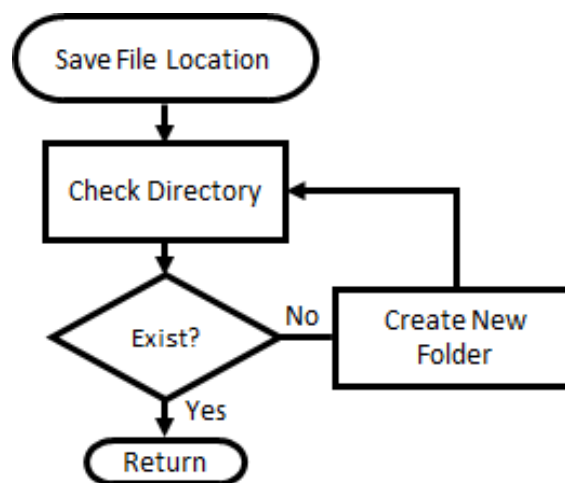 Save File Location
Check Directory
Exist?
No
Create New
Folder
Yes
Return